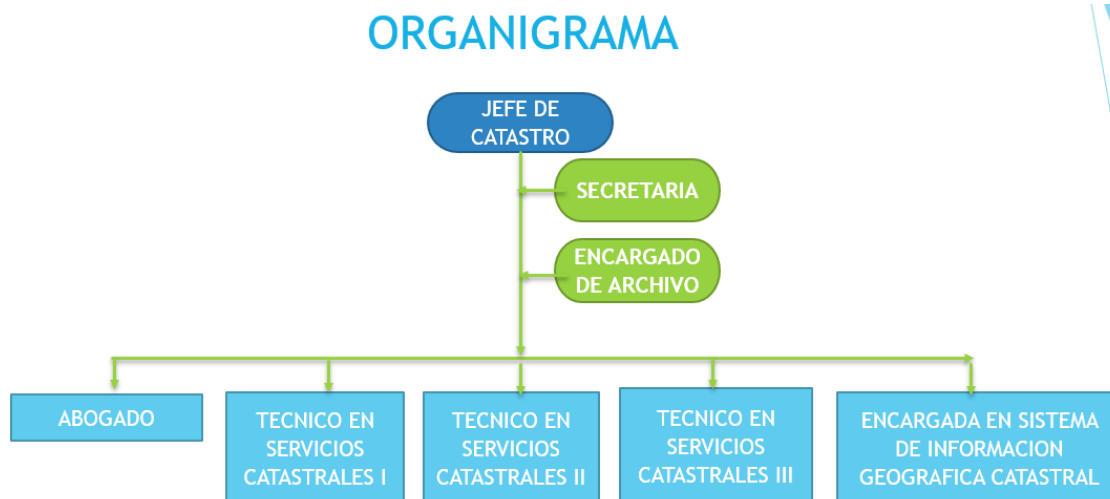 ORGANIGRAMA
JEFE DE
CATASTRO
SECRETARIA
ENCARGADO
DE ARCHIVO
ABOGADO
TECNICO EN
SERVICIOS
CATASTRALES I
TECNICO EN
SERVICIOS
CATASTRALES II
TECNICO EN
SERVICIOS
CATASTRALES III
ENCARGADA EN SISTEMA
DE INFORMACION
GEOGRAFICA CATASTRAL